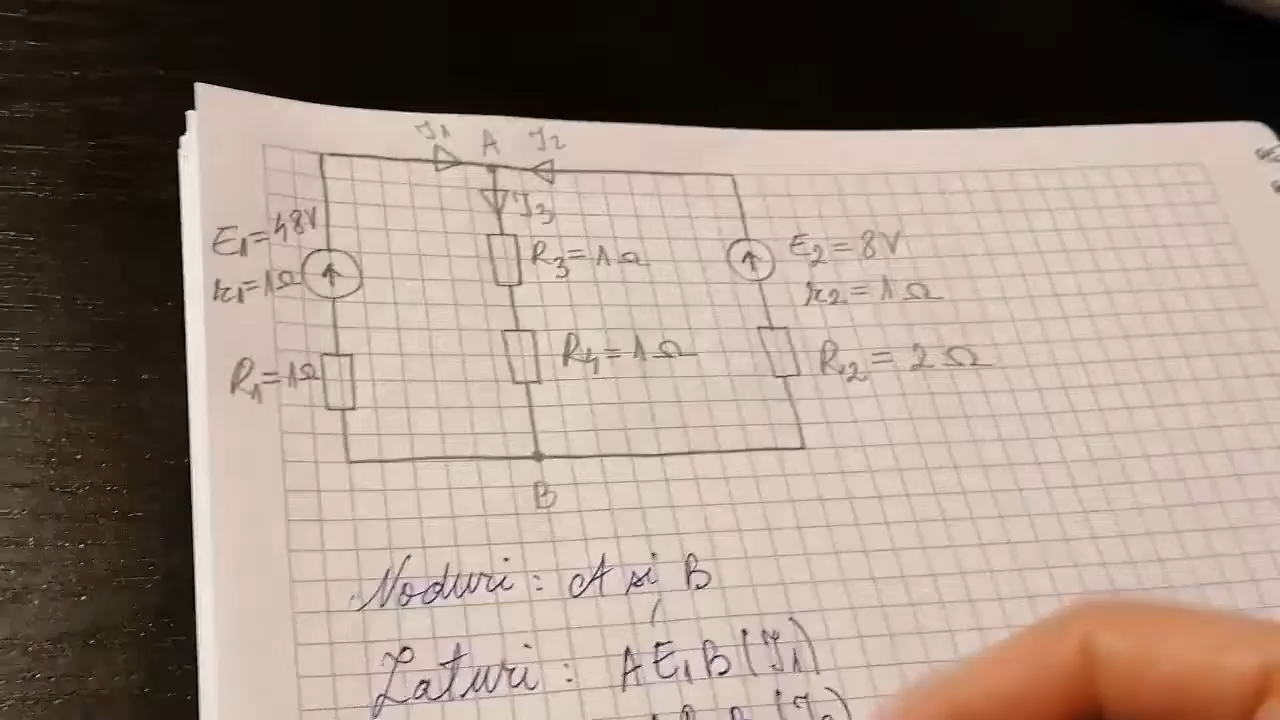 I1 A I2
I3
E1=48V
r1=1Ω
R3=1Ω
E2=8V
r2=1Ω
R1=1Ω
R4=1Ω
R2=2Ω
B
Noduri: A și B
Laturi: AE1B (I1)